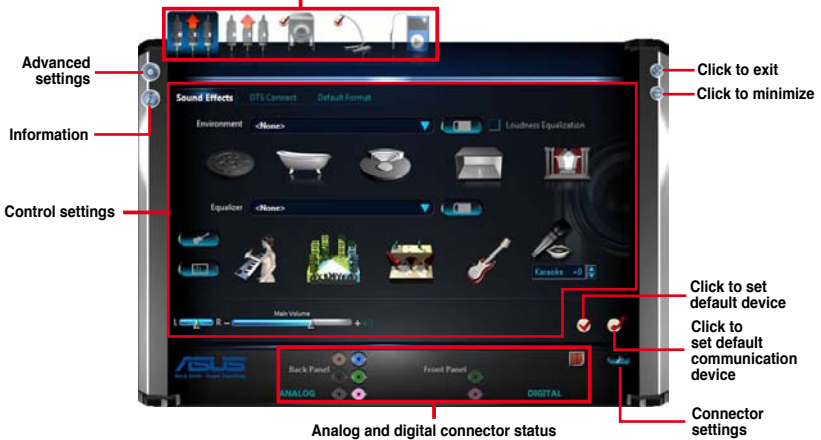 Advanced
settings
Click to exit
Click to minimize
Sound Effects DTS Connect Default Format
Information
Environment <None> Loudness Equalization
Control settings
Equalizer <None>
Karaoke +0
Click to set
default device
Main Volume
L R - +
Click to
set default
communication
device
ASUS
Back Panel Front Panel
ANALOG DIGITAL
Connector
settings
Analog and digital connector status